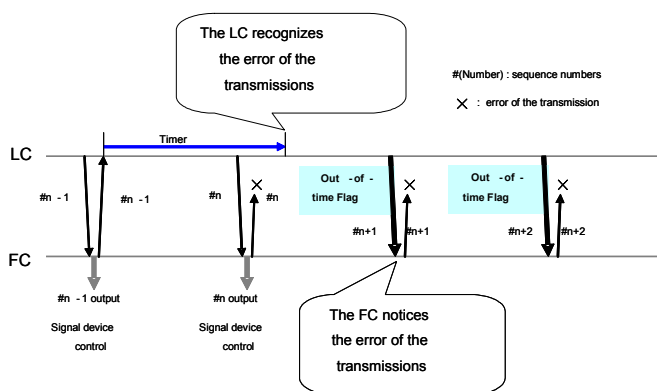 The LC recognizes
the error of the
transmissions
#(Number) : sequence numbers
× : error of the transmission
Timer
LC
Out -of -
time Flag
Out -of -
time Flag
#n - 1
#n - 1
#n
#n
#n+1
#n+1
#n+2
#n+2
FC
#n - 1 output
#n output
Signal device
control
Signal device
control
The FC notices
the error of the
transmissions